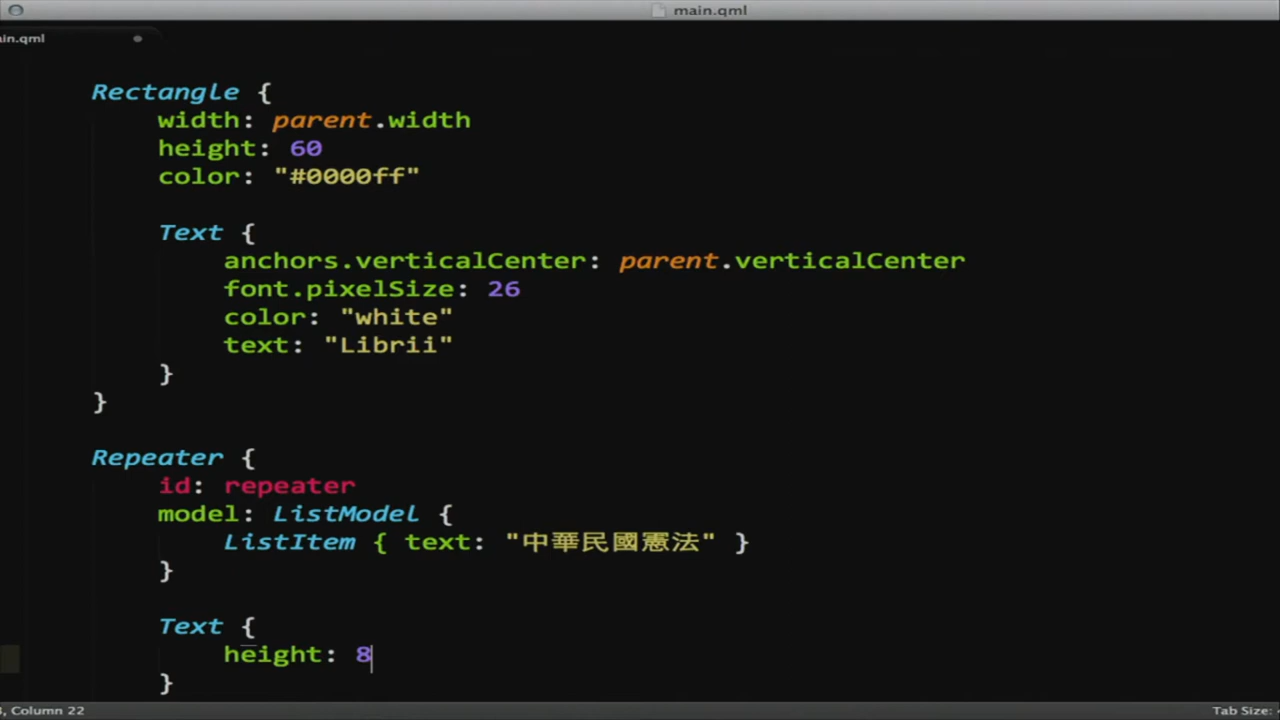 main.qml
in.qml
Rectangle {
width: parent.width
height: 60
color: "#0000ff"
Text {
anchors.verticalCenter: parent.verticalCenter
font.pixelSize: 26
color: "white"
text: "Librii"
}
}
Repeater {
id: repeater
model: ListModel {
ListItem { text: "中華民國憲法" }
}
Text {
height: 8
}
, Column 22
Tab Size: